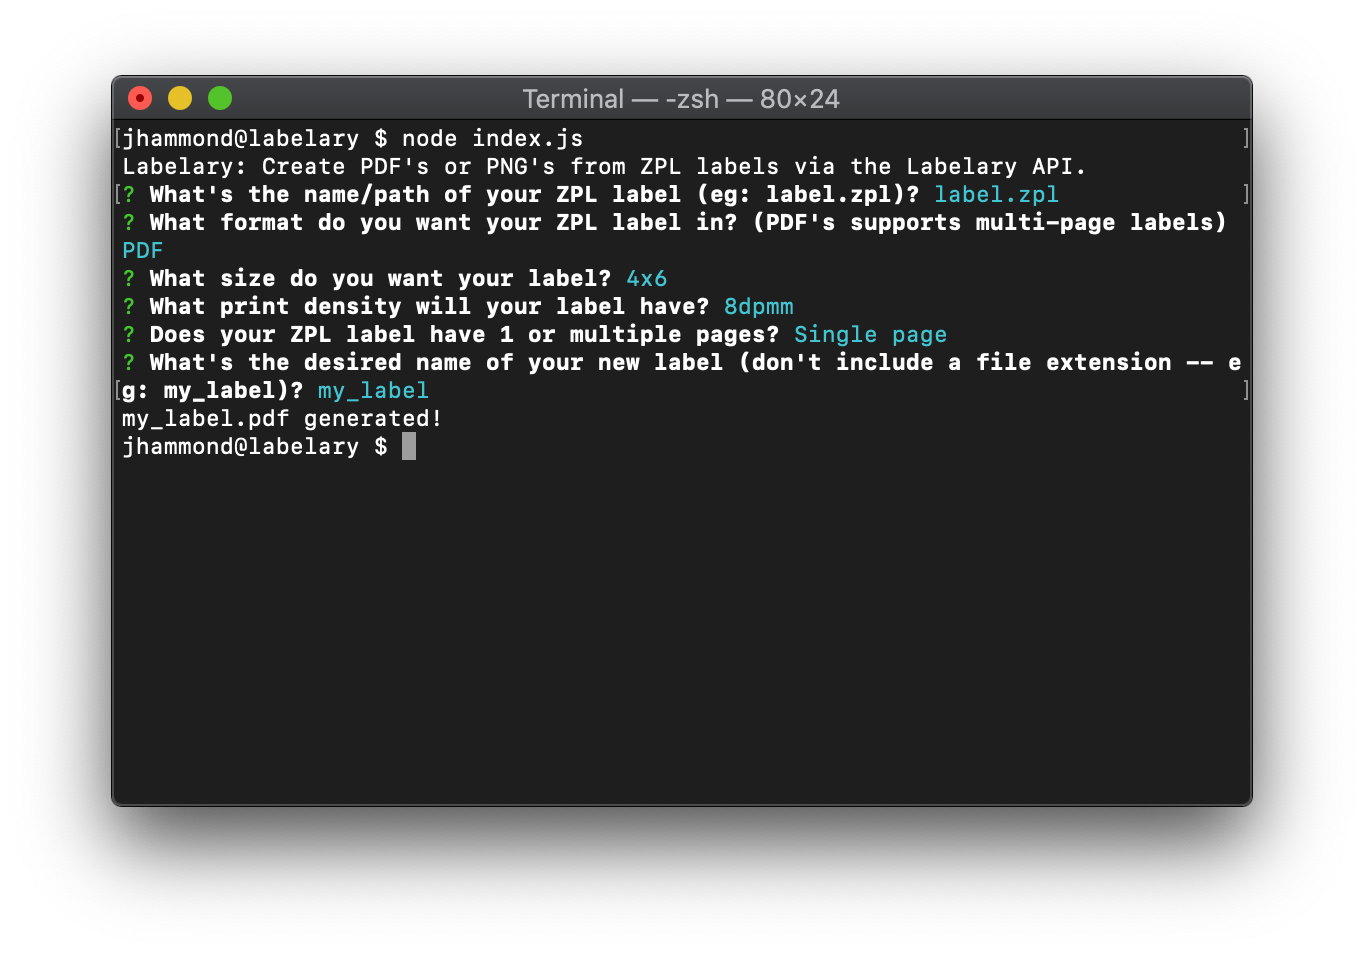 Terminal — -zsh — 80×24
[jhammond@labelary $ node index.js ]
Labelary: Create PDF's or PNG's from ZPL labels via the Labelary API.
[? What's the name/path of your ZPL label (eg: label.zpl)? label.zpl ]
? What format do you want your ZPL label in? (PDF's supports multi-page labels)
PDF
? What size do you want your label? 4x6
? What print density will your label have? 8dpmm
? Does your ZPL label have 1 or multiple pages? Single page
? What's the desired name of your new label (don't include a file extension -- e
[g: my_label)? my_label ]
my_label.pdf generated!
jhammond@labelary $